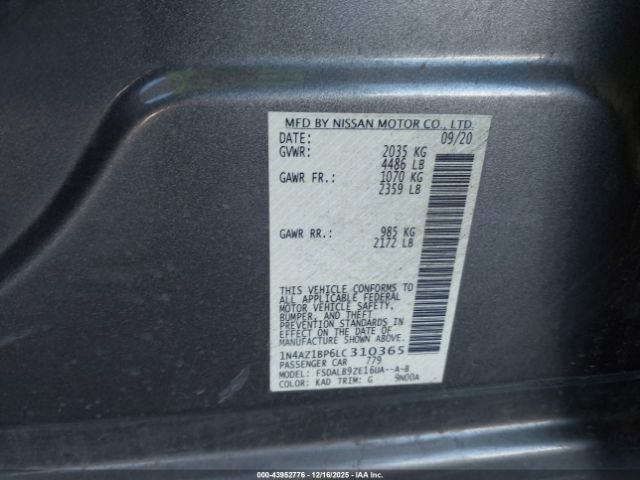 MFD BY NISSAN MOTOR CO., LTD.
DATE: 09/20
GVWR: 2035 KG
4486 LB
GAWR FR.: 1070 KG
2359 LB
GAWR RR.: 985 KG
2172 LB
THIS VEHICLE CONFORMS TO
ALL APPLICABLE FEDERAL
MOTOR VEHICLE SAFETY,
BUMPER, AND THEFT
PREVENTION STANDARDS IN
EFFECT ON THE DATE OF
MANUFACTURE SHOWN ABOVE.
1N4AZ1BP6LC310365
PASSENGER CAR 779
MODEL: FSDALB9ZE16UA--A-B
COLOR: KAD TRIM: G 9N00A
000-43952776 - 12/16/2025 - IAA Inc.